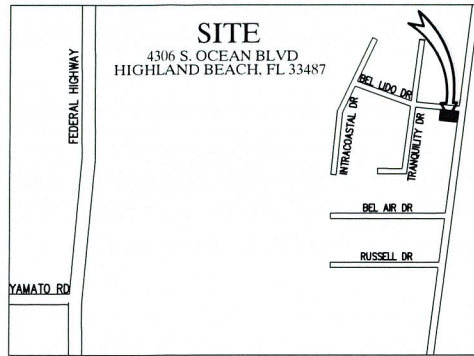 SITE
4306 S. OCEAN BLVD
HIGHLAND BEACH, FL 33487
FEDERAL HIGHWAY
BEL LIDO DR
INTRACOASTAL DR
TRANQUILITY DR
BEL AIR DR
RUSSELL DR
YAMATO RD